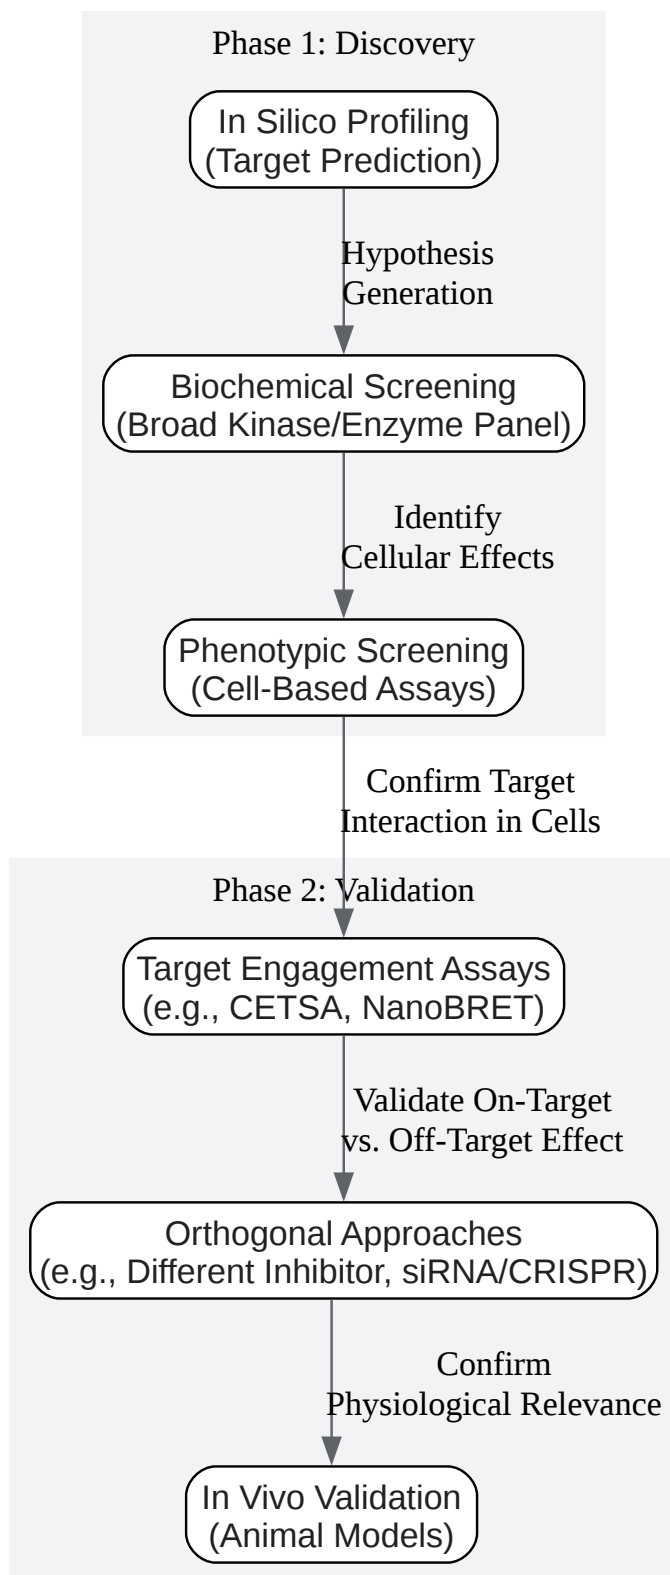 Phase 1: Discovery
In Silico Profiling
(Target Prediction)
Hypothesis
Generation
Biochemical Screening
(Broad Kinase/Enzyme Panel)
Identify
Cellular Effects
Phenotypic Screening
(Cell-Based Assays)
Confirm Target
Interaction in Cells
Phase 2: Validation
Target Engagement Assays
(e.g., CETSA, NanoBRET)
Validate On-Target
vs. Off-Target Effect
Orthogonal Approaches
(e.g., Different Inhibitor, siRNA/CRISPR)
Confirm
Physiological Relevance
In Vivo Validation
(Animal Models)